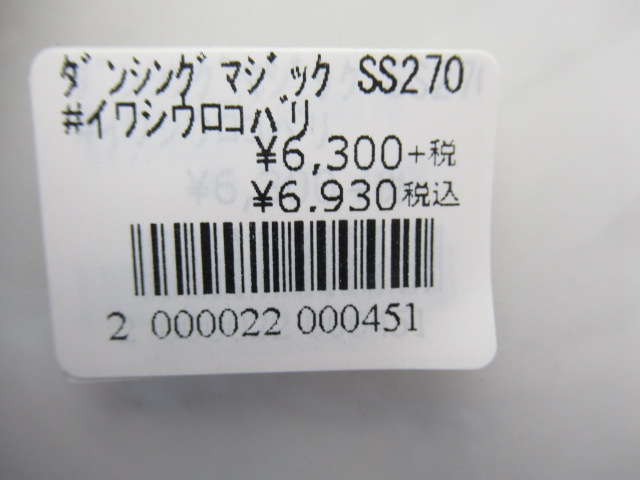 ﾀﾞﾝｼﾝｸﾞ ﾏｼﾞｯｸ SS270
#ｲﾜｼｳﾛｺﾊﾞﾘ
¥6,300+税
¥6.930税込
2 000022 000451